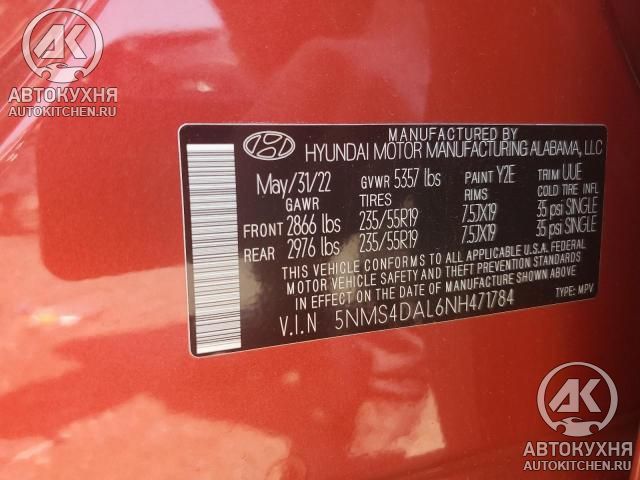 AK
АВТОКУХНЯ
AUTOKITCHEN.RU
MANUFACTURED BY
HYUNDAI MOTOR MANUFACTURING ALABAMA, LLC
May/31/22 GVWR 5357 lbs PAINT Y2E TRIM UUE
GAWR TIRES RIMS COLD TIRE INFL
FRONT 2866 lbs 235/55R19 7.5JX19 35 psi SINGLE
REAR 2976 lbs 235/55R19 7.5JX19 35 psi SINGLE
THIS VEHICLE CONFORMS TO ALL APPLICABLE U.S.A. FEDERAL
MOTOR VEHICLE SAFETY AND THEFT PREVENTION STANDARDS
IN EFFECT ON THE DATE OF MANUFACTURE SHOWN ABOVE.
V.I.N 5NMS4DAL6NH471784 TYPE: MPV
AK
АВТОКУХНЯ
AUTOKITCHEN.RU